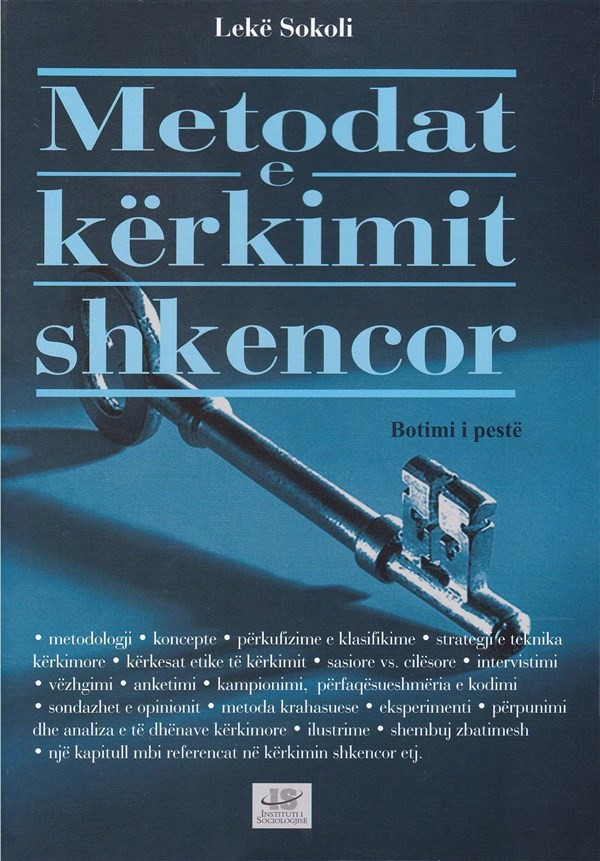 Lekë Sokoli
Metodat
e
kërkimit
shkencor
Botimi i pestë
• metodologji • koncepte • përkufizime e klasifikime • strategji e teknika
kërkimore • kërkesat etike të kërkimit • sasiore vs. cilësore • intervistimi
• vëzhgimi • anketimi • kampionimi, përfaqësueshmëria e kodimi
• sondazhet e opinionit • metoda krahasuese • eksperimenti • përpunimi
dhe analiza e të dhënave kërkimore • ilustrime • shembuj zbatimesh
• një kapitull mbi referencat në kërkimin shkencor etj.
IS
INSTITUTI I
SOCIOLOGJISË